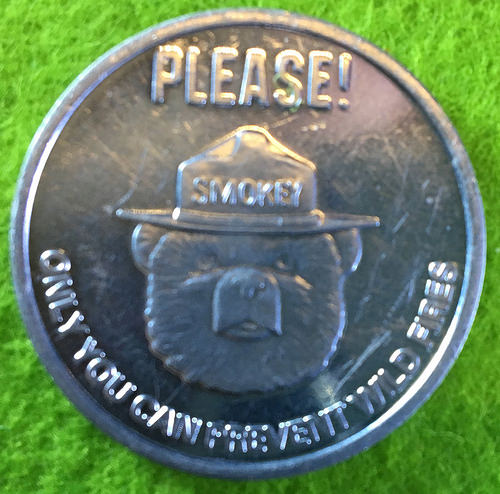 PLEASE!
SMOKEY
ONLY YOU CAN PREVENT WILD FIRES